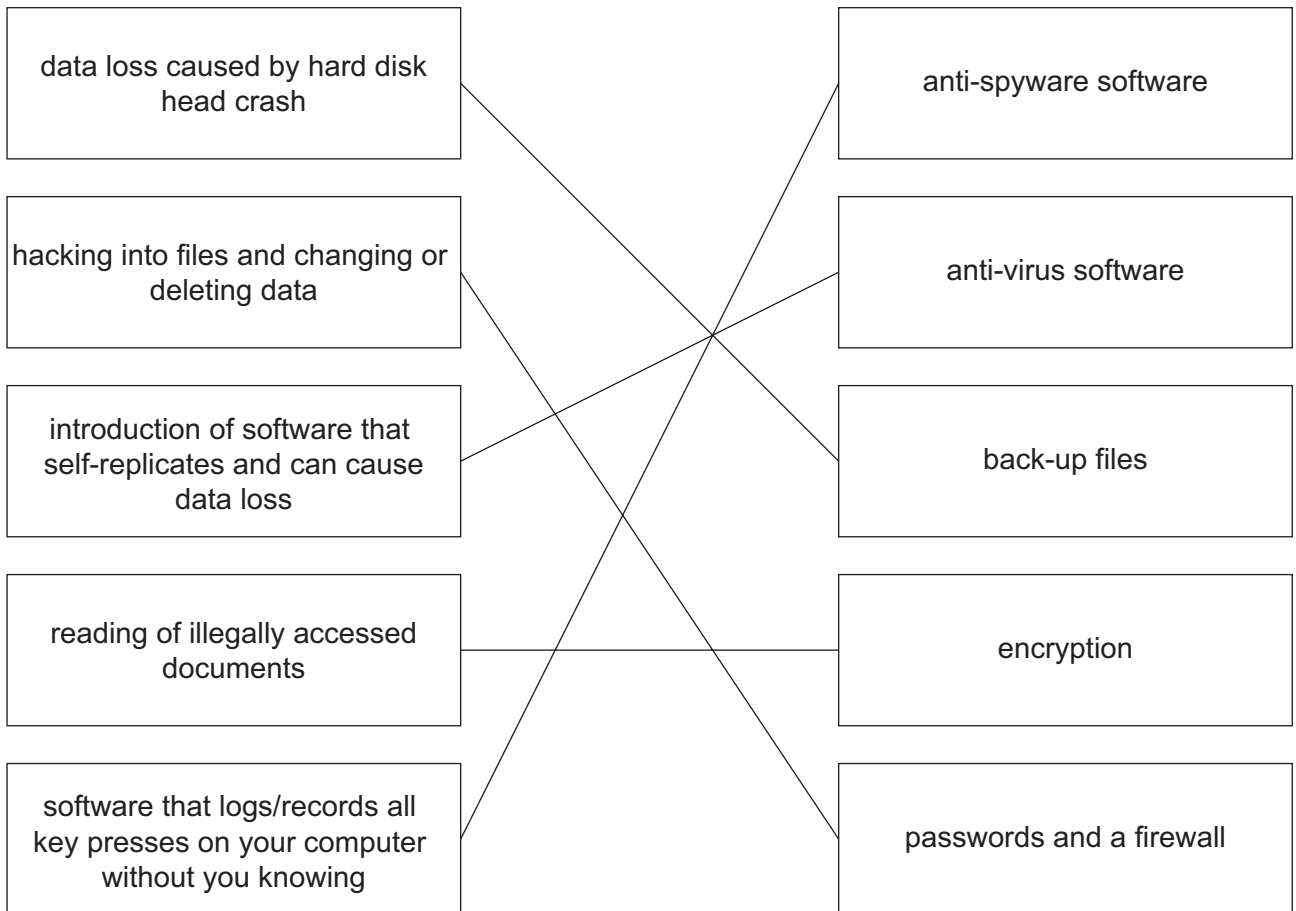 data loss caused by hard disk
head crash
anti-spyware software
hacking into files and changing or
deleting data
anti-virus software
introduction of software that
self-replicates and can cause
data loss
back-up files
reading of illegally accessed
documents
encryption
software that logs/records all
key presses on your computer
without you knowing
passwords and a firewall